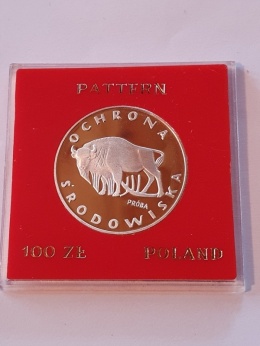 PATTERN
OCHRONA
ŚRODOWISKA
PRÓBA
100 ZŁ POLAND